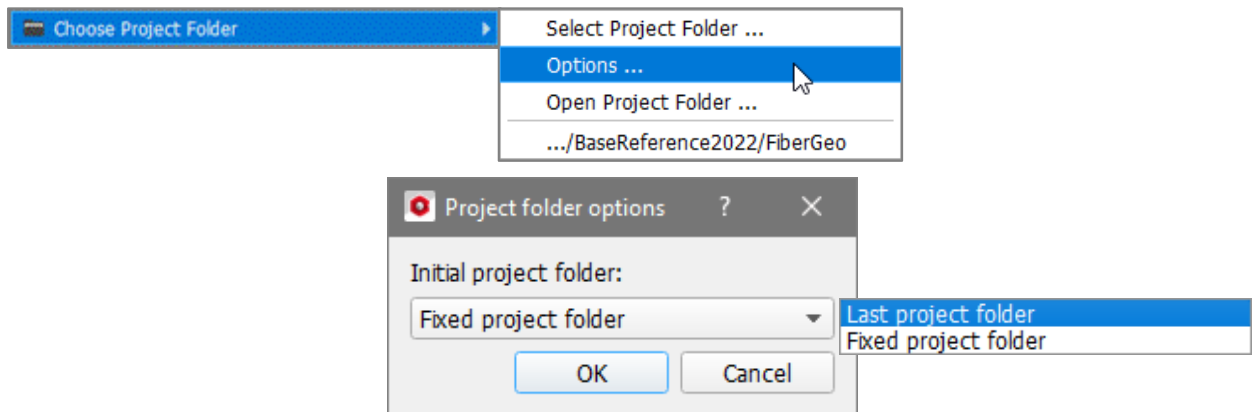 Choose Project Folder
Select Project Folder ...
Options ...
Open Project Folder ...
.../BaseReference2022/FiberGeo
Project folder options ? ×
Initial project folder:
Fixed project folder
Last project folder
Fixed project folder
OK Cancel